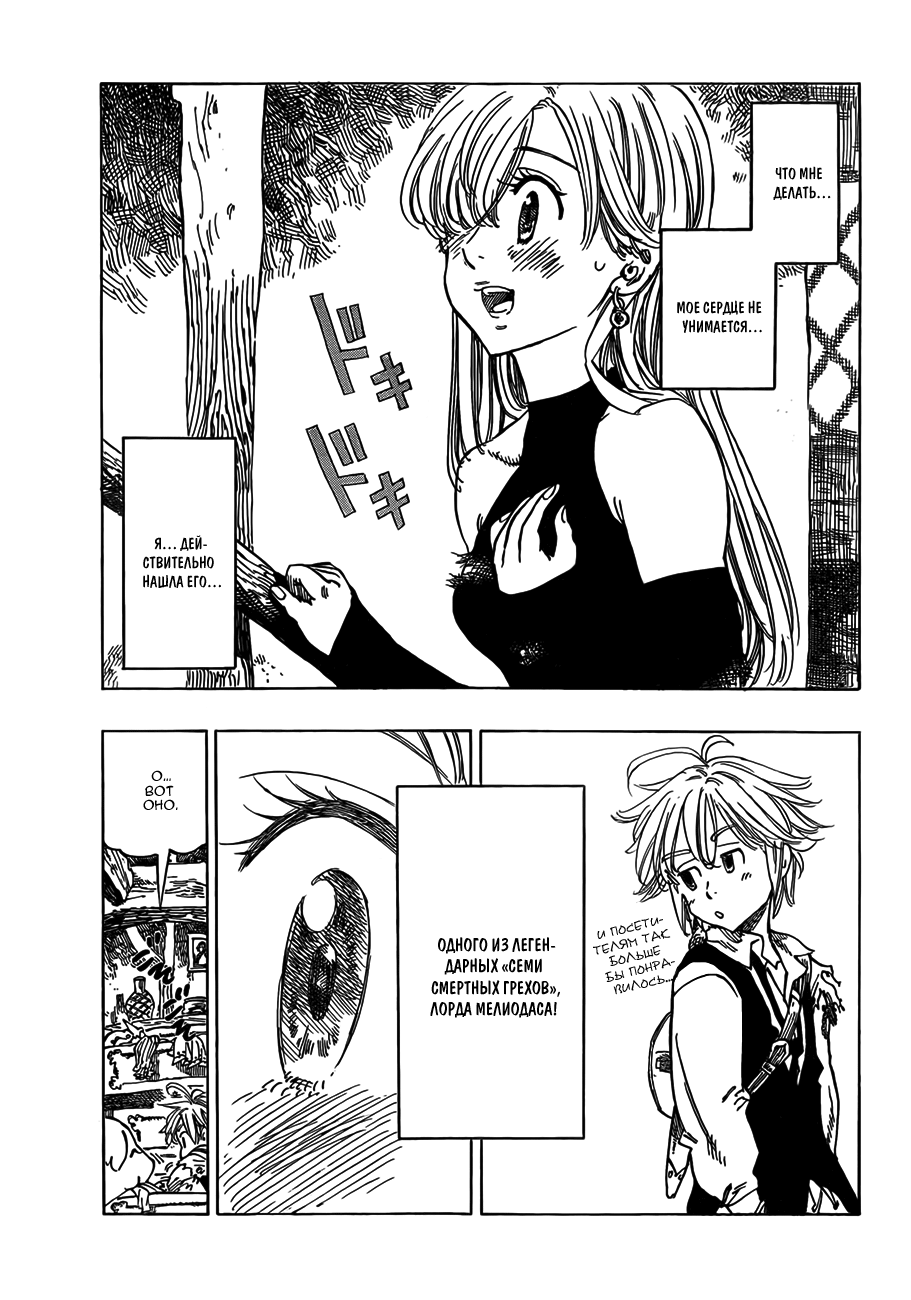 ЧТО МНЕ
ДЕЛАТЬ...
МОЕ СЕРДЦЕ НЕ
УНИМАЕТСЯ...
ドキ
ドキ
Я... ДЕЙ-
СТВИТЕЛЬНО
НАШЛА ЕГО...
И ПОСЕТИ-
ТЕЛЯМ ТАК
БОЛЬШЕ
БЫ ПОНРА-
ВИЛОСЬ...
ОДНОГО ИЗ ЛЕГЕН-
ДАРНЫХ «СЕМИ
СМЕРТНЫХ ГРЕХОВ»,
ЛОРДА МЕЛИОДАСА!
О...
ВОТ
ОНО.